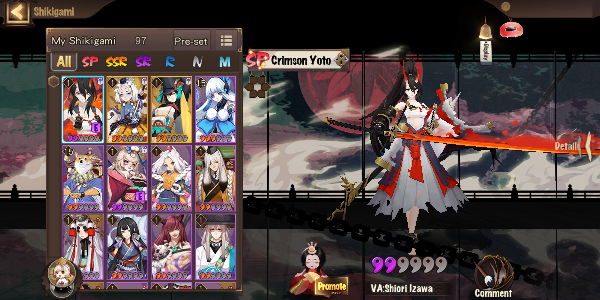 Shikigami
My Shikigami 97 Pre-set
All SP SSR SR R N M
SP Crimson Yoto
Display
Detail
Promote
VA:Shiori Izawa
Comment